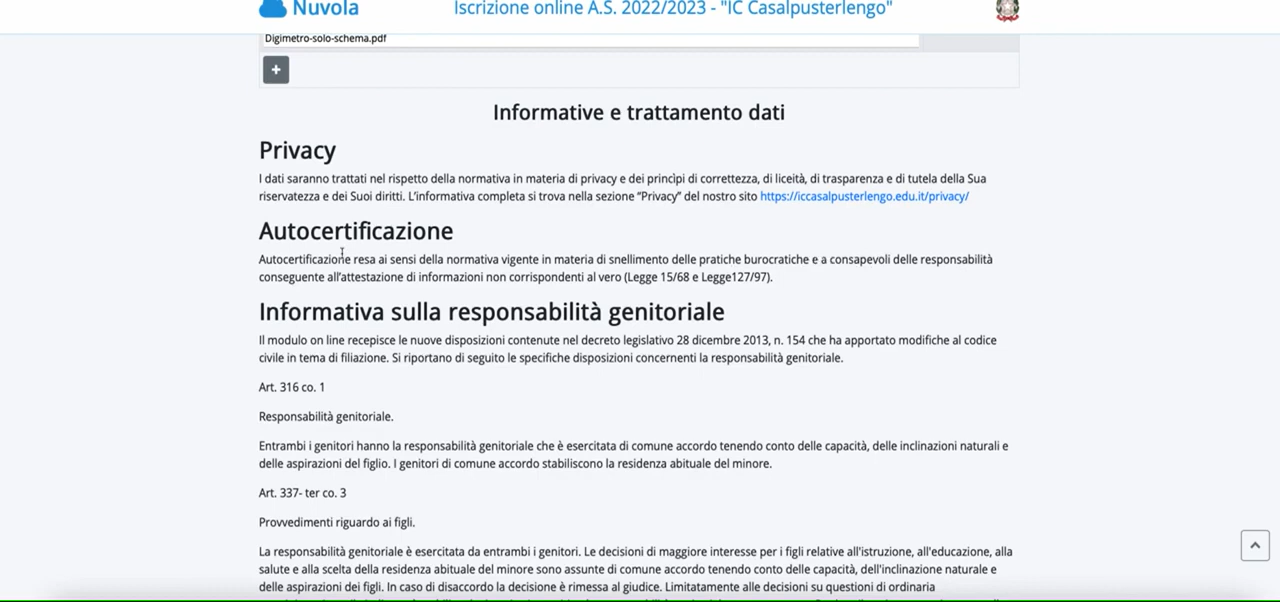 Nuvola
Iscrizione online A.S. 2022/2023 - "IC Casalpusterlengo"
Digimetro-solo-schema.pdf
+
Informative e trattamento dati
Privacy
I dati saranno trattati nel rispetto della normativa in materia di privacy e dei princìpi di correttezza, di liceità, di trasparenza e di tutela della Sua
riservatezza e dei Suoi diritti. L'informativa completa si trova nella sezione “Privacy” del nostro sito https://iccasalpusterlengo.edu.it/privacy/
Autocertificazione
Autocertificazione resa ai sensi della normativa vigente in materia di snellimento delle pratiche burocratiche e a consapevoli delle responsabilità
conseguente all’attestazione di informazioni non corrispondenti al vero (Legge 15/68 e Legge127/97).
Informativa sulla responsabilità genitoriale
Il modulo on line recepisce le nuove disposizioni contenute nel decreto legislativo 28 dicembre 2013, n. 154 che ha apportato modifiche al codice
civile in tema di filiazione. Si riportano di seguito le specifiche disposizioni concernenti la responsabilità genitoriale.
Art. 316 co. 1
Responsabilità genitoriale.
Entrambi i genitori hanno la responsabilità genitoriale che è esercitata di comune accordo tenendo conto delle capacità, delle inclinazioni naturali e
delle aspirazioni del figlio. I genitori di comune accordo stabiliscono la residenza abituale del minore.
Art. 337- ter co. 3
Provvedimenti riguardo ai figli.
La responsabilità genitoriale è esercitata da entrambi i genitori. Le decisioni di maggiore interesse per i figli relative all'istruzione, all'educazione, alla
salute e alla scelta della residenza abituale del minore sono assunte di comune accordo tenendo conto delle capacità, dell'inclinazione naturale e
delle aspirazioni dei figli. In caso di disaccordo la decisione è rimessa al giudice. Limitatamente alle decisioni su questioni di ordinaria